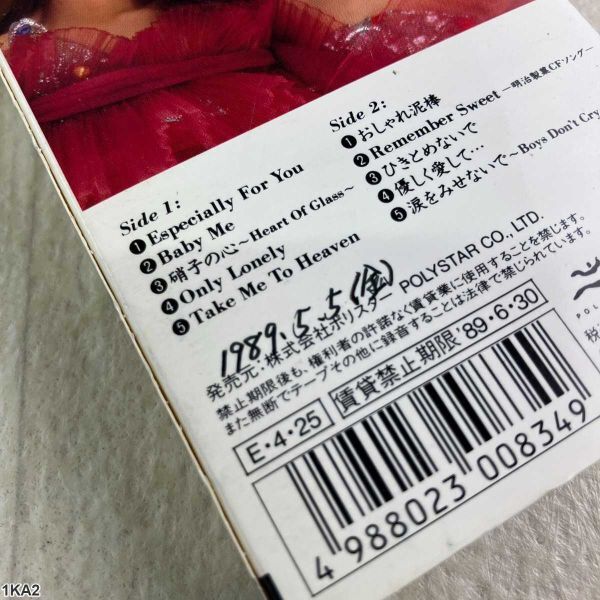 Side 1:
❶ Especially For You
❷ Baby Me
❸ 硝子の心〜Heart Of Glass〜
❹ Only Lonely
❺ Take Me To Heaven
Side 2:
❶ おしゃれ泥棒
❷ Remember Sweet —明治製菓CFソング—
❸ ひきとめないで
❹ 優しく愛して…
❺ 涙をみせないで〜Boys Don't Cry
1989.5.5(金)
発売元・株式会社ポリスター POLYSTAR CO., LTD.
禁止期限後も、権利者の許諾なく賃貸業に使用することを禁じます。
また無断でテープその他に録音することは法律で禁じられています。
E・4・25 賃貸禁止期限'89・6・30
4 988023 008349
POL
税
1KA2